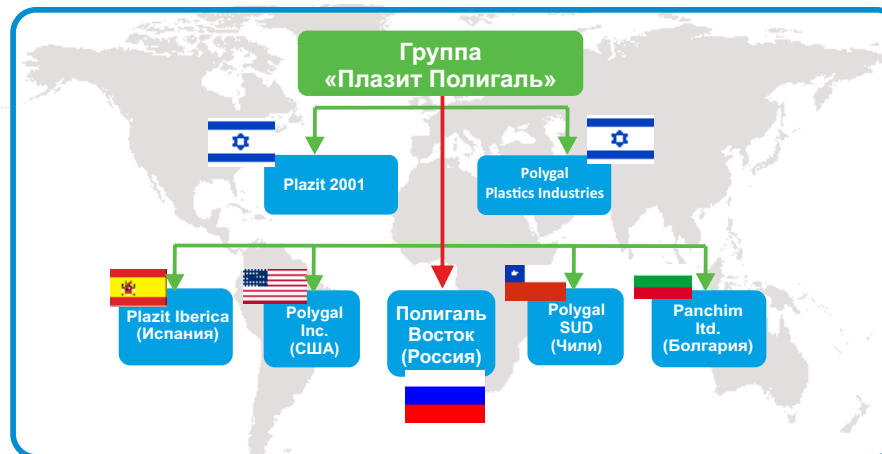 Группа
«Плазит Полигаль»
Plazit 2001
Polygal
Plastics Industries
Plazit Iberica
(Испания)
Polygal
Inc.
(США)
Полигаль
Восток
(Россия)
Polygal
SUD
(Чили)
Panchim
ltd.
(Болгария)